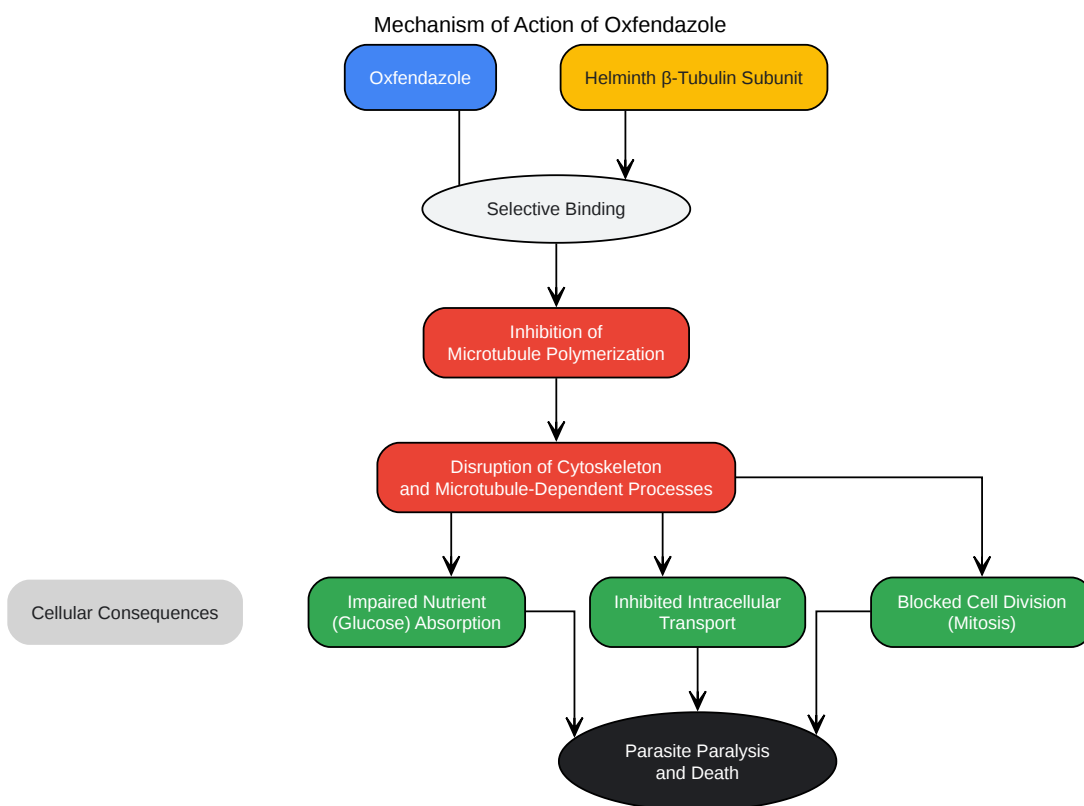 Mechanism of Action of Oxfendazole
Oxfendazole
Helminth β-Tubulin Subunit
Selective Binding
Inhibition of
Microtubule Polymerization
Disruption of Cytoskeleton
and Microtubule-Dependent Processes
Cellular Consequences
Impaired Nutrient
(Glucose) Absorption
Inhibited Intracellular
Transport
Blocked Cell Division
(Mitosis)
Parasite Paralysis
and Death